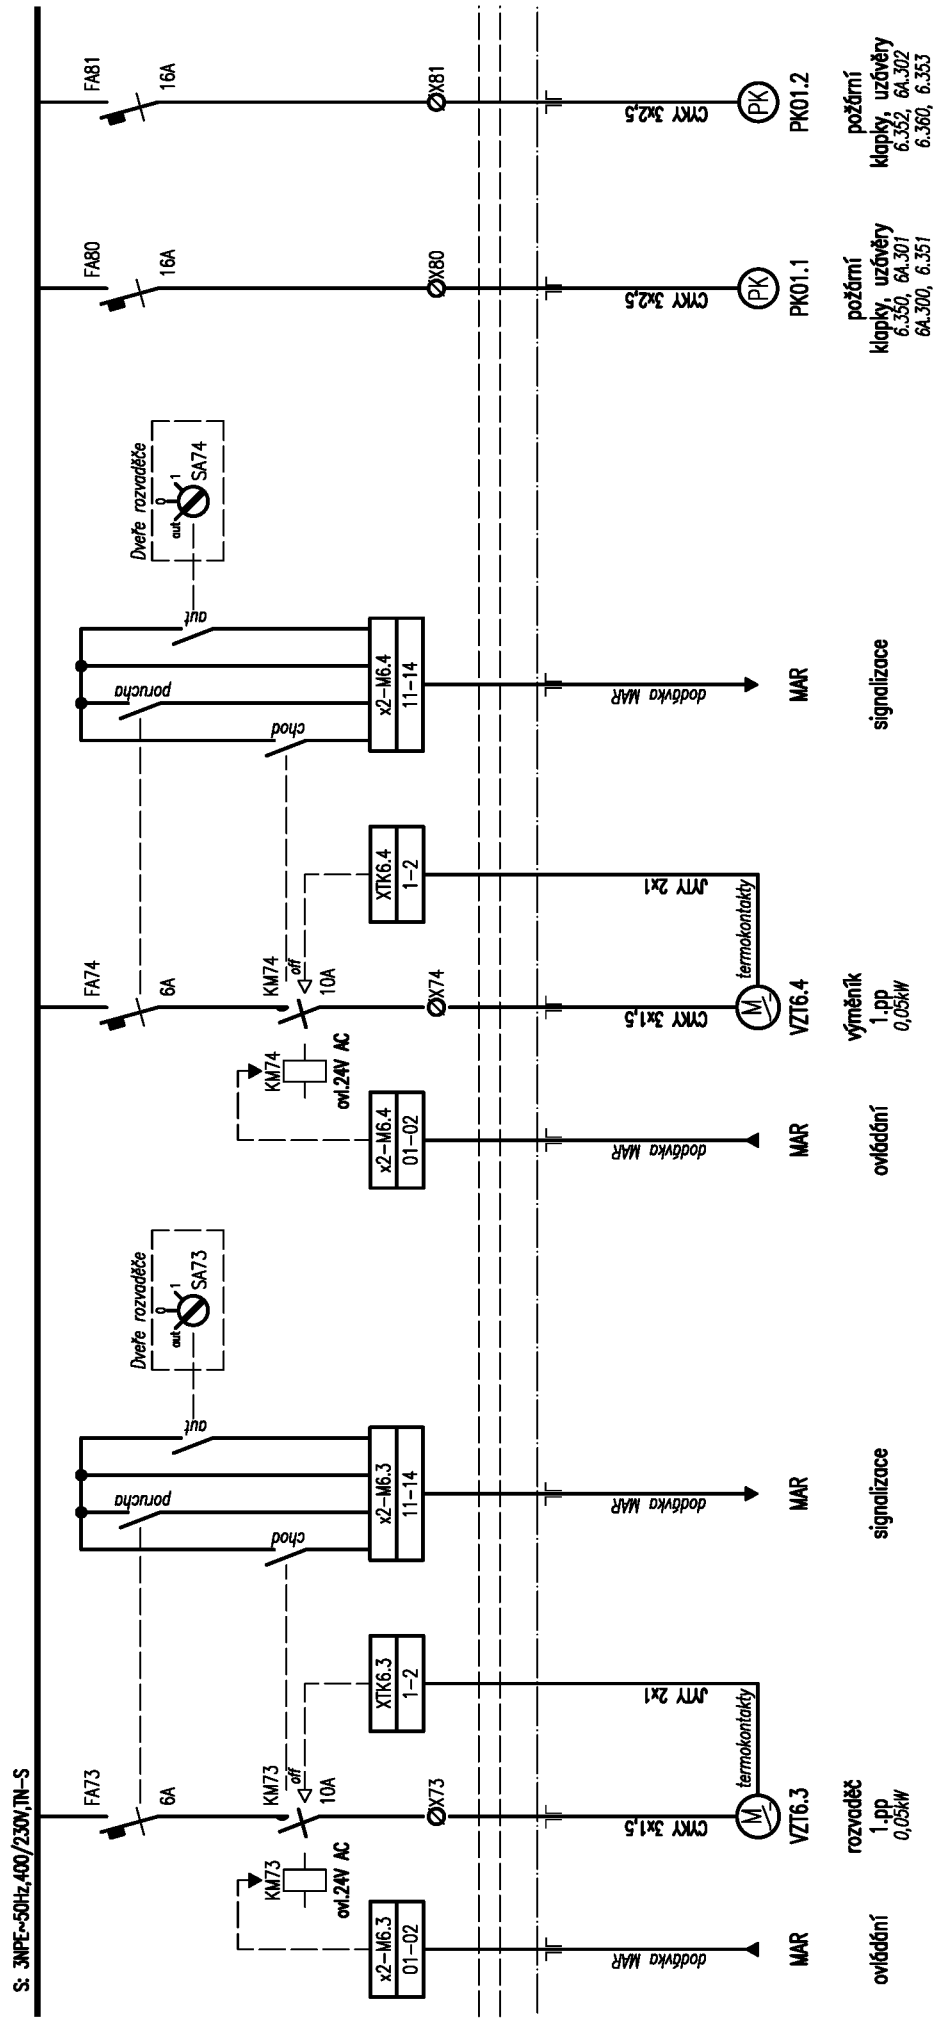 S: 3NPE~50Hz,400/230V,TN-S
x2-M6.3
01-02
dodávka MAR
MAR
ovládání
KM73
ovl.24V AC
FA73
6A
KM73
off
10A
X73
CYKY 3x1,5
M
VZT6.3
rozvaděč
1.pp
0,05kW
XTK6.3
1-2
JYTY 2x1
termokontakty
chod
porucha
aut
x2-M6.3
11-14
dodávka MAR
MAR
signalizace
Dveře rozvaděče
aut
0
1
SA73
x2-M6.4
01-02
dodávka MAR
MAR
ovládání
KM74
ovl.24V AC
FA74
6A
KM74
off
10A
X74
CYKY 3x1,5
M
VZT6.4
výměník
1.pp
0,05kW
XTK6.4
1-2
JYTY 2x1
termokontakty
chod
porucha
aut
x2-M6.4
11-14
dodávka MAR
MAR
signalizace
Dveře rozvaděče
aut
0
1
SA74
FA80
16A
X80
CYKY 3x2,5
PK
PK01.1
požární
klapky, uzávěry
6.350, 6A.301
6A.300, 6.351
FA81
16A
X81
CYKY 3x2,5
PK
PK01.2
požární
klapky, uzávěry
6.352, 6A.302
6.360, 6.353